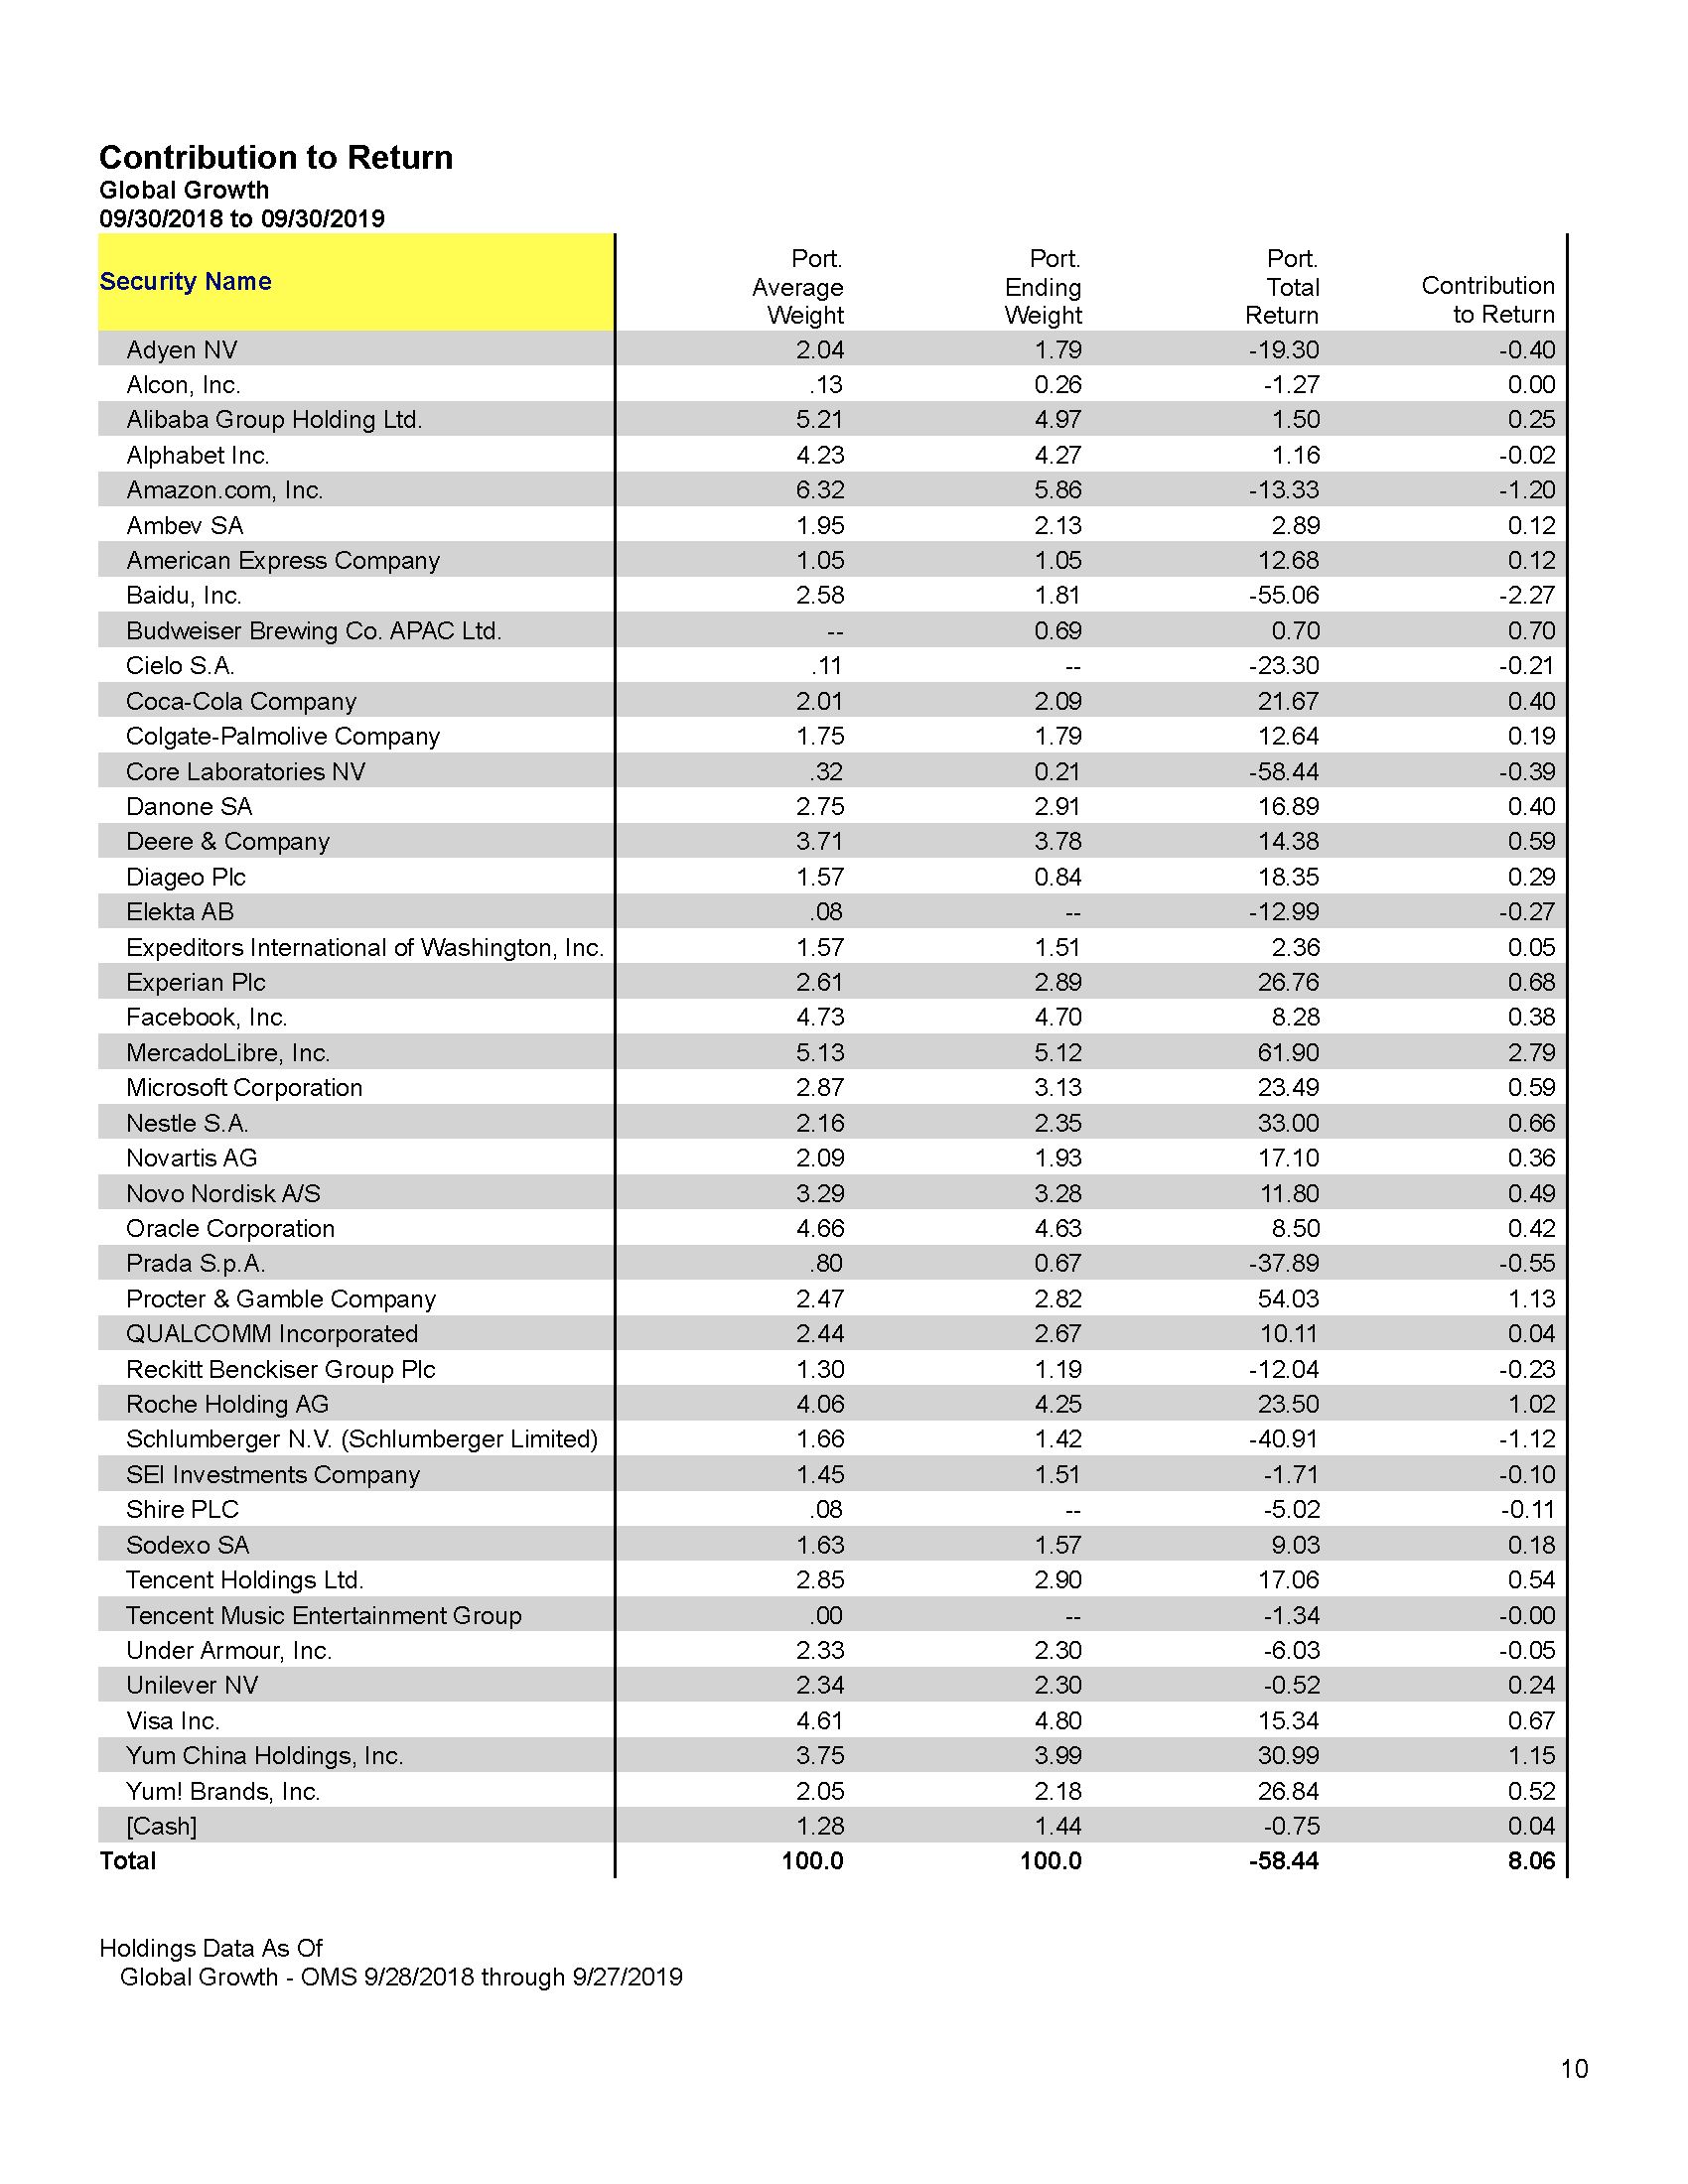 Contribution to Return
Global Growth
09/30/2018 to 09/30/2019
Security Name Port. Average Weight Port. Ending Weight Port. Total Return Contribution to Return
Adyen NV 2.04 1.79 -19.30 -0.40
Alcon, Inc. .13 0.26 -1.27 0.00
Alibaba Group Holding Ltd. 5.21 4.97 1.50 0.25
Alphabet Inc. 4.23 4.27 1.16 -0.02
Amazon.com, Inc. 6.32 5.86 -13.33 -1.20
Ambev SA 1.95 2.13 2.89 0.12
American Express Company 1.05 1.05 12.68 0.12
Baidu, Inc. 2.58 1.81 -55.06 -2.27
Budweiser Brewing Co. APAC Ltd. -- 0.69 0.70 0.70
Cielo S.A. .11 -- -23.30 -0.21
Coca-Cola Company 2.01 2.09 21.67 0.40
Colgate-Palmolive Company 1.75 1.79 12.64 0.19
Core Laboratories NV .32 0.21 -58.44 -0.39
Danone SA 2.75 2.91 16.89 0.40
Deere & Company 3.71 3.78 14.38 0.59
Diageo Plc 1.57 0.84 18.35 0.29
Elekta AB .08 -- -12.99 -0.27
Expeditors International of Washington, Inc. 1.57 1.51 2.36 0.05
Experian Plc 2.61 2.89 26.76 0.68
Facebook, Inc. 4.73 4.70 8.28 0.38
MercadoLibre, Inc. 5.13 5.12 61.90 2.79
Microsoft Corporation 2.87 3.13 23.49 0.59
Nestle S.A. 2.16 2.35 33.00 0.66
Novartis AG 2.09 1.93 17.10 0.36
Novo Nordisk A/S 3.29 3.28 11.80 0.49
Oracle Corporation 4.66 4.63 8.50 0.42
Prada S.p.A. .80 0.67 -37.89 -0.55
Procter & Gamble Company 2.47 2.82 54.03 1.13
QUALCOMM Incorporated 2.44 2.67 10.11 0.04
Reckitt Benckiser Group Plc 1.30 1.19 -12.04 -0.23
Roche Holding AG 4.06 4.25 23.50 1.02
Schlumberger N.V. (Schlumberger Limited) 1.66 1.42 -40.91 -1.12
SEI Investments Company 1.45 1.51 -1.71 -0.10
Shire PLC .08 -- -5.02 -0.11
Sodexo SA 1.63 1.57 9.03 0.18
Tencent Holdings Ltd. 2.85 2.90 17.06 0.54
Tencent Music Entertainment Group .00 -- -1.34 -0.00
Under Armour, Inc. 2.33 2.30 -6.03 -0.05
Unilever NV 2.34 2.30 -0.52 0.24
Visa Inc. 4.61 4.80 15.34 0.67
Yum China Holdings, Inc. 3.75 3.99 30.99 1.15
Yum! Brands, Inc. 2.05 2.18 26.84 0.52
[Cash] 1.28 1.44 -0.75 0.04
Total 100.0 100.0 -58.44 8.06
Holdings Data As Of
Global Growth - OMS 9/28/2018 through 9/27/2019
10